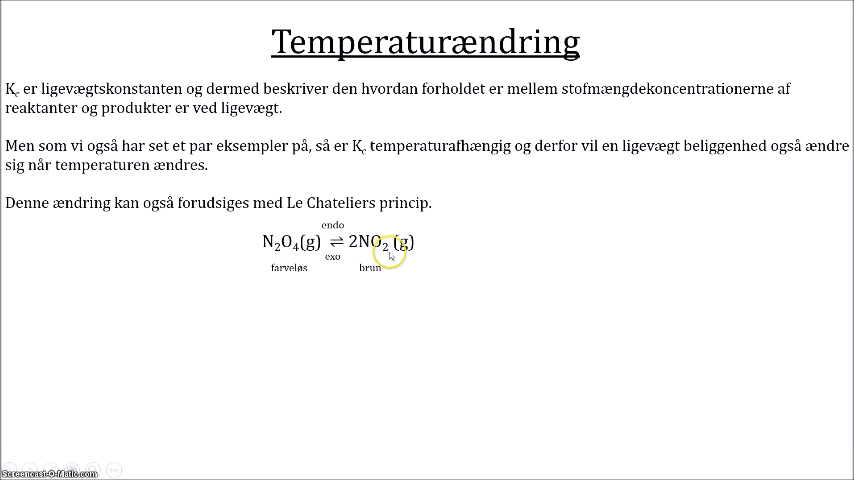 Temperaturændring
Kc er ligevægtskonstanten og dermed beskriver den hvordan forholdet er mellem stofmængdekoncentrationerne af
reaktanter og produkter er ved ligevægt.
Men som vi også har set et par eksempler på, så er Kc temperaturafhængig og derfor vil en ligevægt beliggenhed også ændre
sig når temperaturen ændres.
Denne ændring kan også forudsiges med Le Chateliers princip.
endo
N₂O₄(g) ⇌ 2NO₂ (g)
exo
farveløs brun
Screencast-O-Matic.com